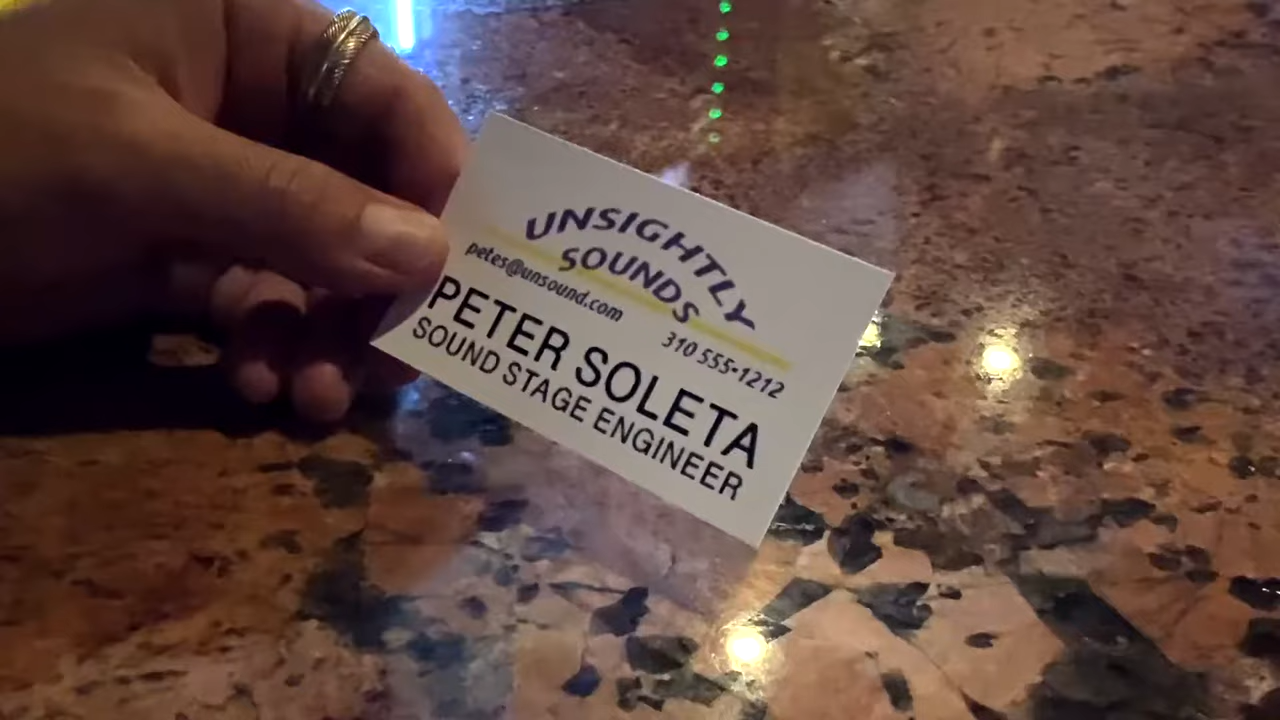 UNSIGHTLY
SOUNDS
petes@unsound.com
310 555-1212
PETER SOLETA
SOUND STAGE ENGINEER